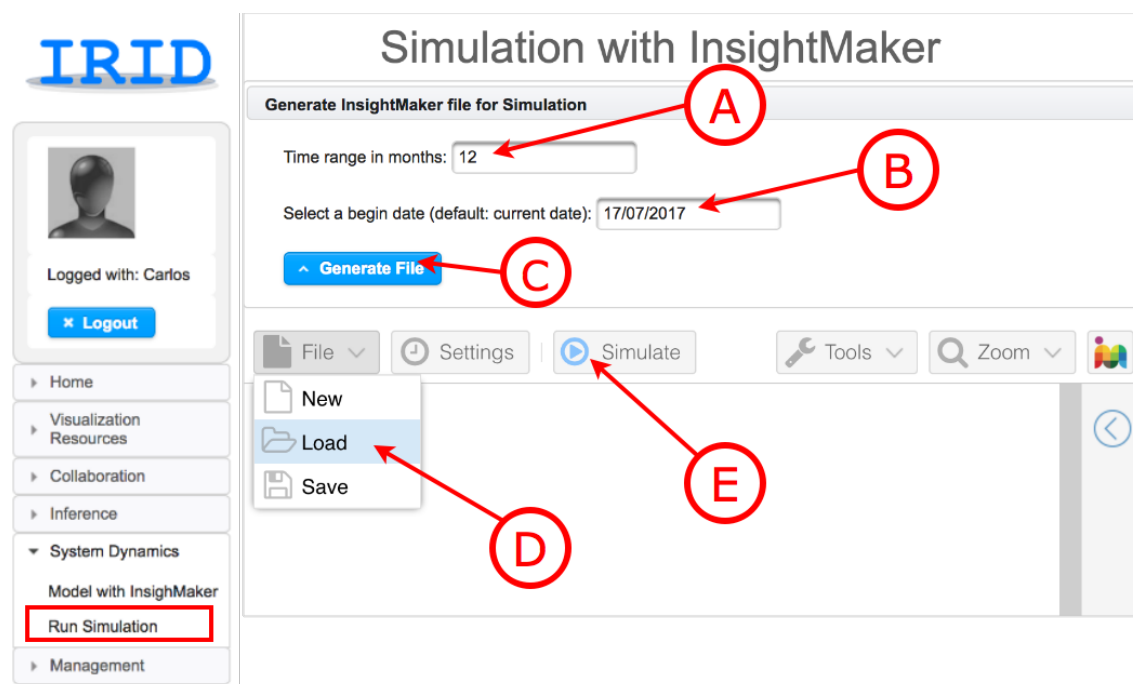 IRID
Simulation with InsightMaker
Generate InsightMaker file for Simulation
A
Time range in months: 12
B
Select a begin date (default: current date): 17/07/2017
Generate File
C
Logged with: Carlos
Logout
File
Settings
Simulate
Tools
Zoom
im
New
Load
Save
E
D
Home
Visualization
Resources
Collaboration
Inference
System Dynamics
Model with InsighMaker
Run Simulation
Management